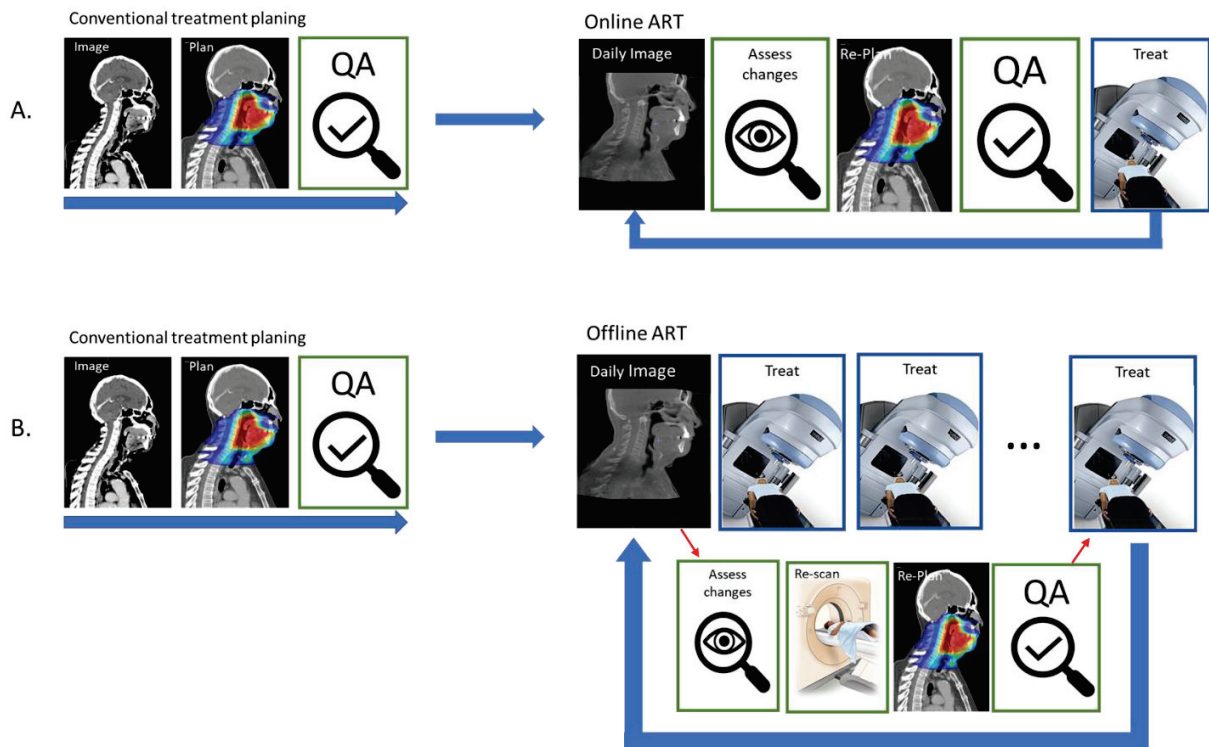 Conventional treatment planing
Image
Plan
QA
A.
Online ART
Daily Image
Assess
changes
Re-Plan
QA
Treat
Conventional treatment planing
Image
Plan
QA
B.
Offline ART
Daily Image
Treat
Treat
...
Treat
Assess
changes
Re-scan
Re-Plan
QA